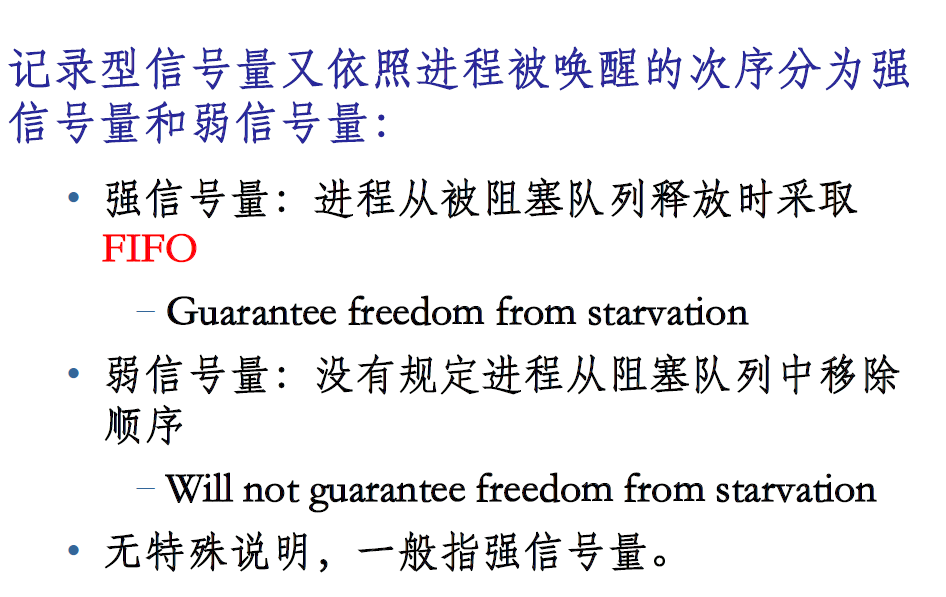 记录型信号量又依照进程被唤醒的次序分为强
信号量和弱信号量：
• 强信号量：进程从被阻塞队列释放时采取
FIFO
– Guarantee freedom from starvation
• 弱信号量：没有规定进程从阻塞队列中移除
顺序
– Will not guarantee freedom from starvation
• 无特殊说明，一般指强信号量。